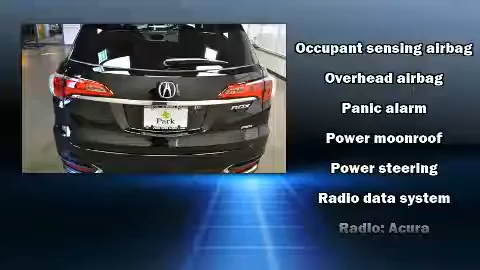 Occupant sensing airbag
Overhead airbag
Panic alarm
Power moonroof
Power steering
Radio data system
Radio: Acura
RDX
Park